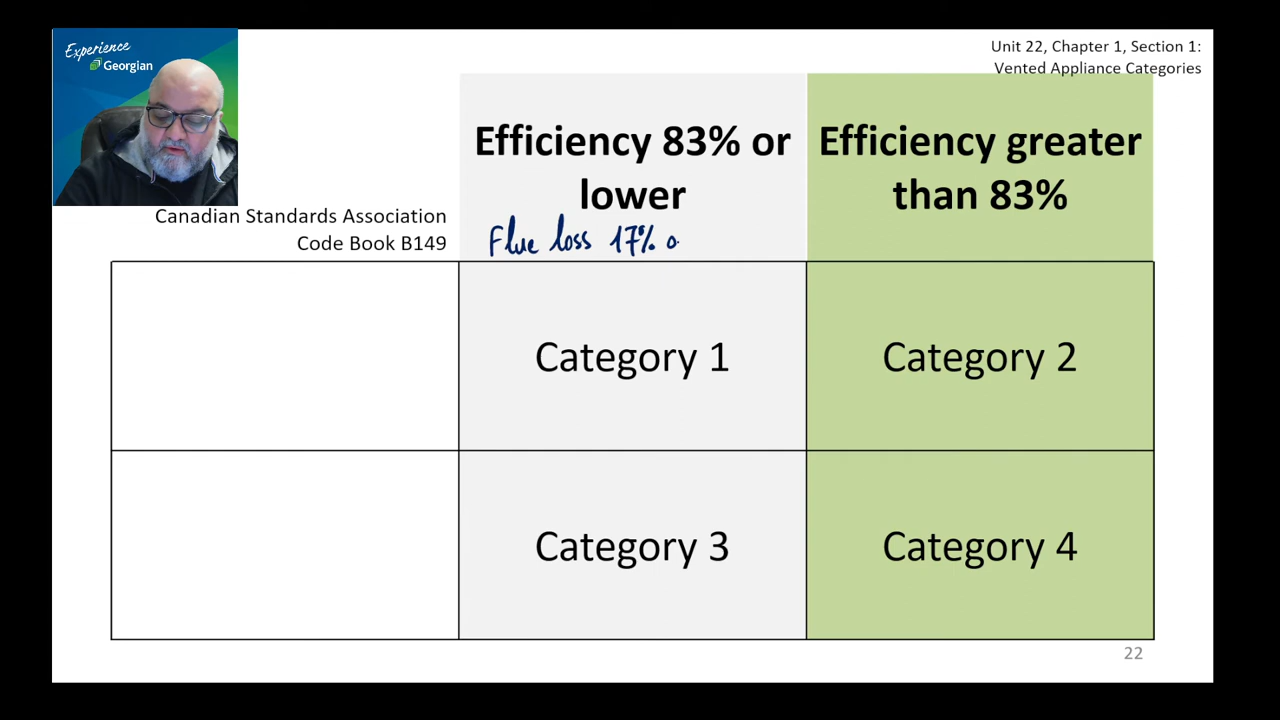 Experience
Georgian
Unit 22, Chapter 1, Section 1:
Vented Appliance Categories
Efficiency 83% or
lower
Efficiency greater
than 83%
Canadian Standards Association
Code Book B149
Flue loss 17% o
Category 1
Category 2
Category 3
Category 4
22